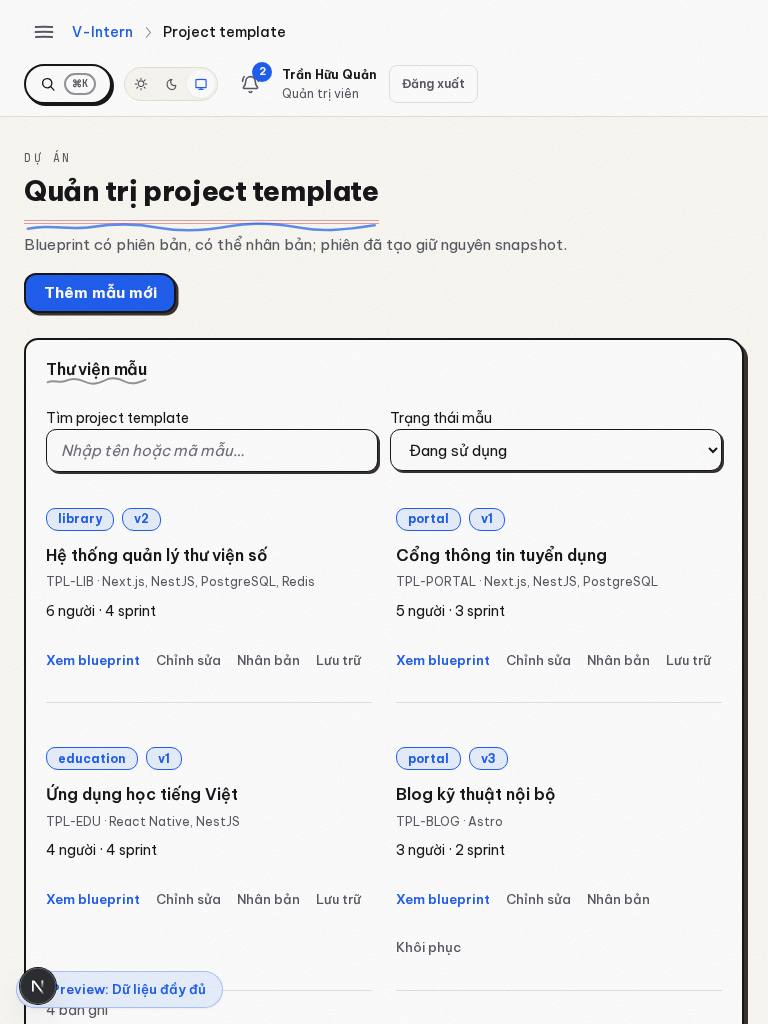 V-Intern > Project template
⌘K
2
Trần Hữu Quản
Quản trị viên
Đăng xuất
DỰ ÁN
Quản trị project template
Blueprint có phiên bản, có thể nhân bản; phiên đã tạo giữ nguyên snapshot.
Thêm mẫu mới
Thư viện mẫu
Tìm project template
Nhập tên hoặc mã mẫu...
Trạng thái mẫu
Đang sử dụng
library v2
Hệ thống quản lý thư viện số
TPL-LIB · Next.js, NestJS, PostgreSQL, Redis
6 người · 4 sprint
Xem blueprint Chỉnh sửa Nhân bản Lưu trữ
portal v1
Cổng thông tin tuyển dụng
TPL-PORTAL · Next.js, NestJS, PostgreSQL
5 người · 3 sprint
Xem blueprint Chỉnh sửa Nhân bản Lưu trữ
education v1
Ứng dụng học tiếng Việt
TPL-EDU · React Native, NestJS
4 người · 4 sprint
Xem blueprint Chỉnh sửa Nhân bản Lưu trữ
portal v3
Blog kỹ thuật nội bộ
TPL-BLOG · Astro
3 người · 2 sprint
Xem blueprint Chỉnh sửa Nhân bản
Khôi phục
N
Preview: Dữ liệu đầy đủ
4 bản ghi